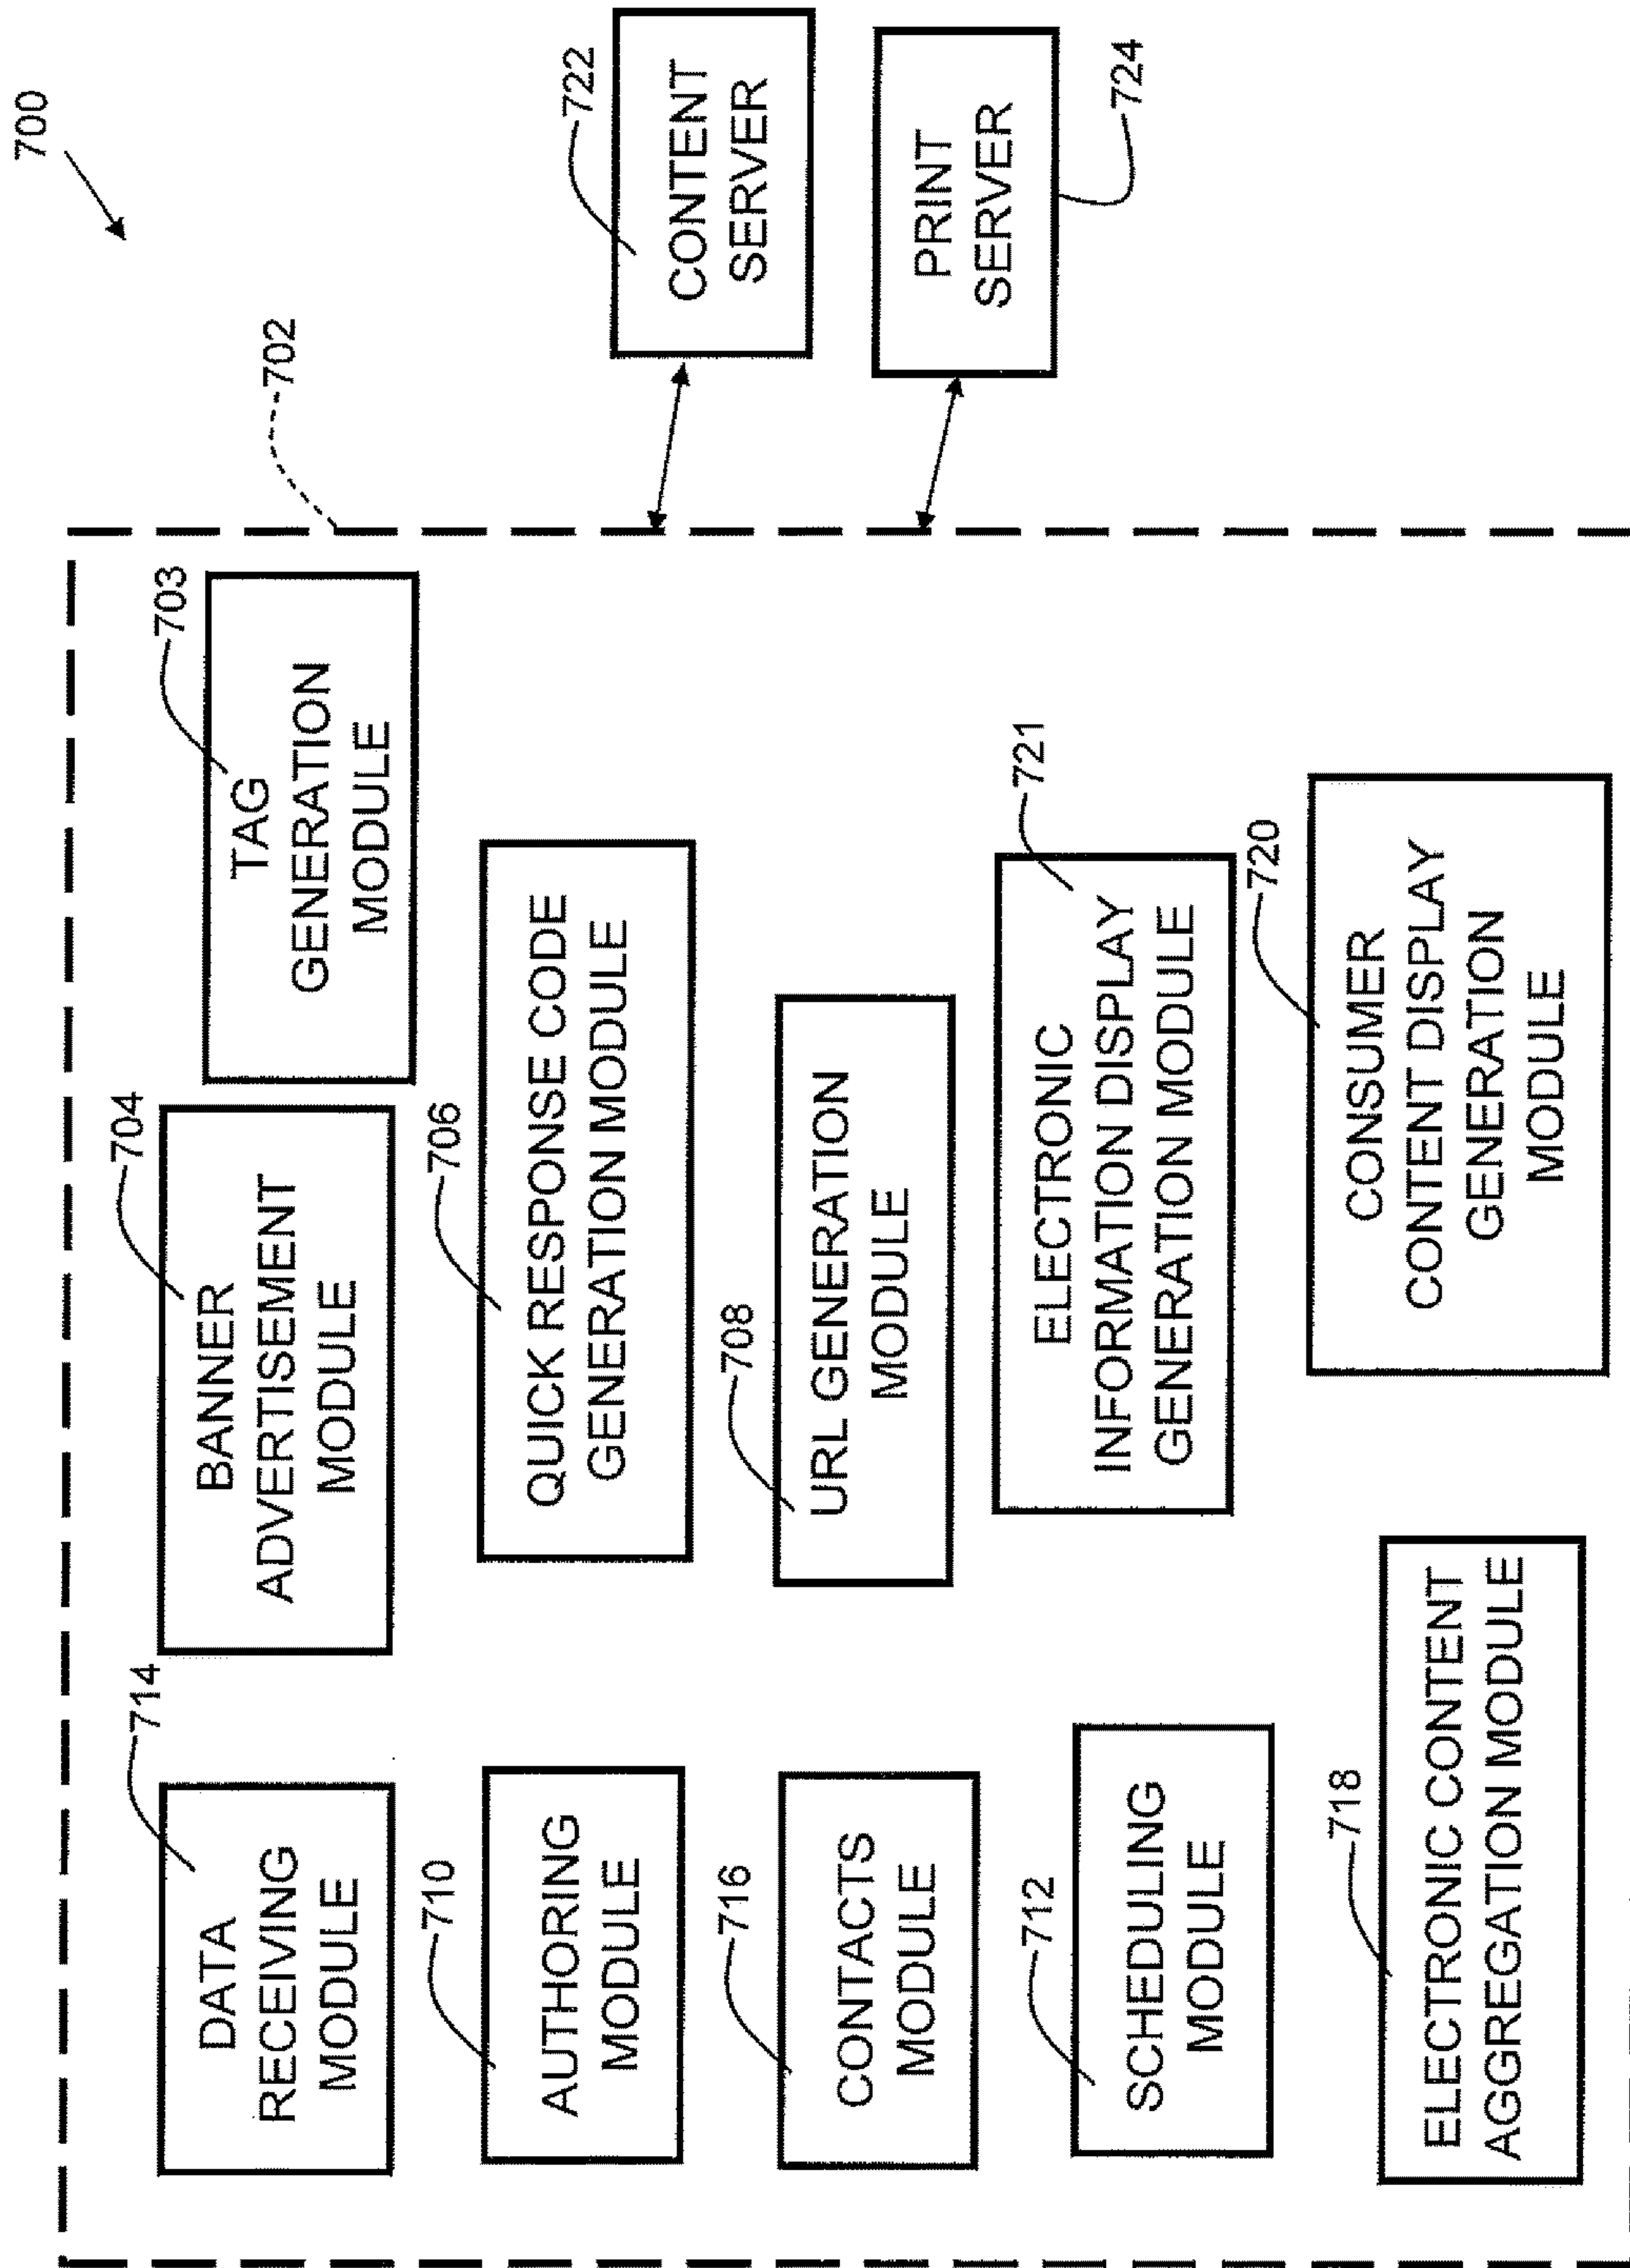 700
702
714
DATA
RECEIVING
MODULE
704
BANNER
ADVERTISEMENT
MODULE
703
TAG
GENERATION
MODULE
710
AUTHORING
MODULE
706
QUICK RESPONSE CODE
GENERATION MODULE
722
CONTENT
SERVER
716
CONTACTS
MODULE
708
URL GENERATION
MODULE
PRINT
SERVER
724
712
SCHEDULING
MODULE
721
ELECTRONIC
INFORMATION DISPLAY
GENERATION MODULE
718
ELECTRONIC CONTENT
AGGREGATION MODULE
720
CONSUMER
CONTENT DISPLAY
GENERATION
MODULE